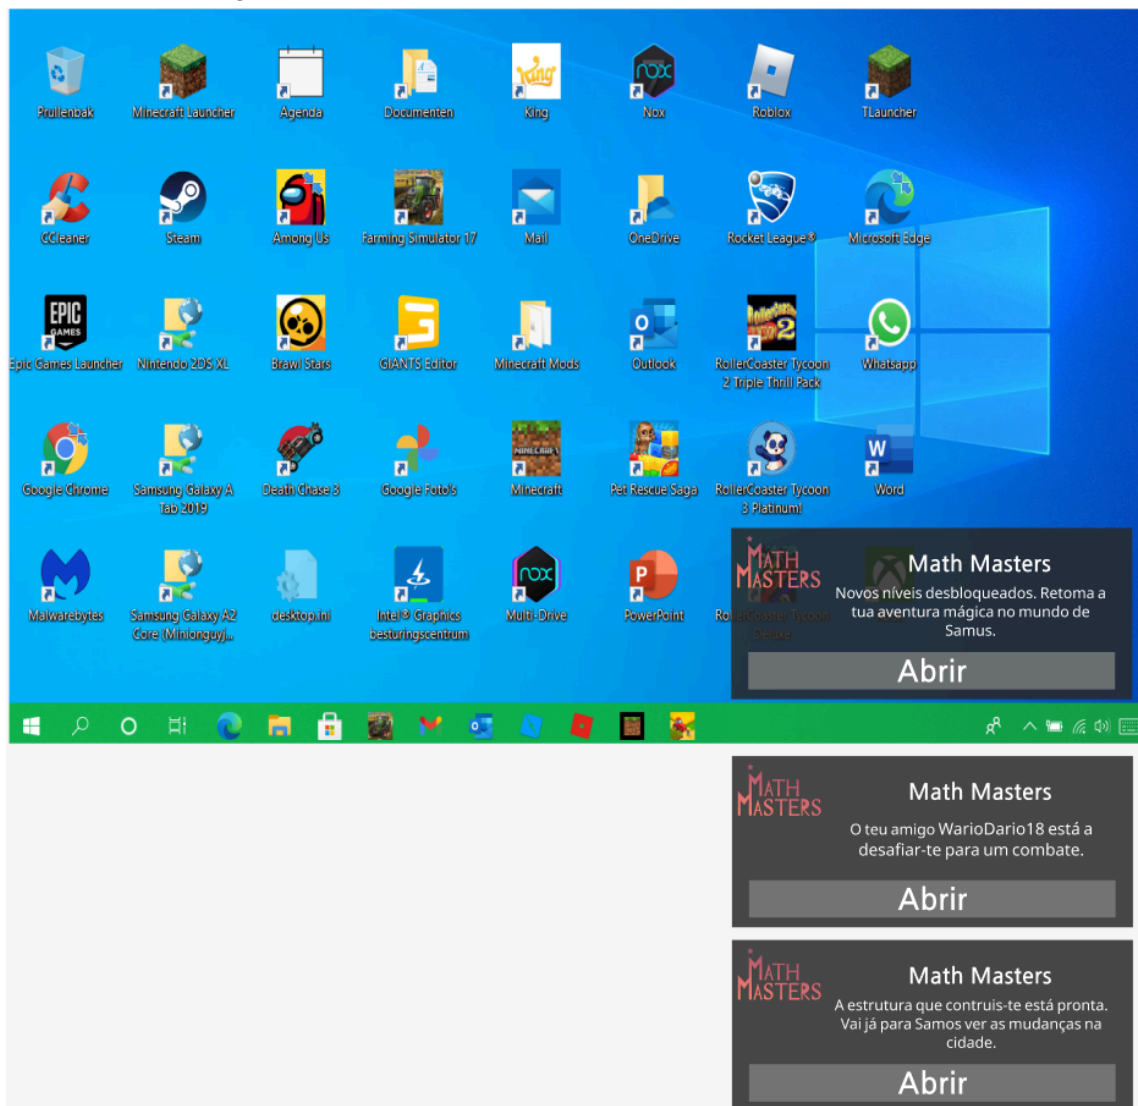 Prullenbak
Minecraft Launcher
Agenda
Documenten
King
Nox
Roblox
TLauncher
CCleaner
Steam
Among Us
Farming Simulator 17
Mail
OneDrive
Rocket League®
Microsoft Edge
EPIC
GAMES
Epic Games Launcher
Nintendo 2DS XL
Brawl Stars
GIANTS Editor
Minecraft Mods
Outlook
RollerCoaster Tycoon
2 Triple Thrill Pack
Whatsapp
Google Chrome
Samsung Galaxy A
Tab 2019
Death Chase 3
Google Foto's
MINECRAFT
Minecraft
Pet Rescue Saga
RollerCoaster Tycoon
3 Platinum!
Word
Malwarebytes
Samsung Galaxy A2
Core (Minionguyj...
desktop.ini
Intel® Graphics
besturingscentrum
Multi-Drive
PowerPoint
RollerCoaster Tycoon
Deluxe
MATH
MASTERS
Math Masters
Novos níveis desbloqueados. Retoma a
tua aventura mágica no mundo de
Samus.
Abrir
MATH
MASTERS
Math Masters
O teu amigo WarioDario18 está a
desafiar-te para um combate.
Abrir
MATH
MASTERS
Math Masters
A estrutura que contruis-te está pronta.
Vai já para Samos ver as mudanças na
cidade.
Abrir